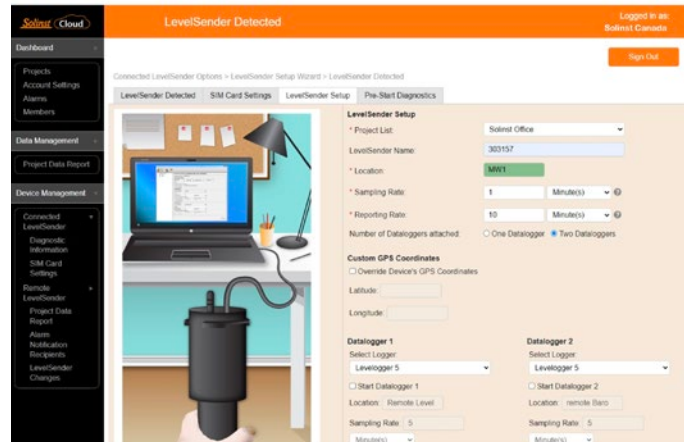 Solinst Cloud
LevelSender Detected
Logged in as:
Solinst Canada
Sign Out
Dashboard
Projects
Account Settings
Alarms
Members
Data Management
Project Data Report
Device Management
Connected LevelSender
Diagnostic Information
SIM Card Settings
Remote LevelSender
Project Data Report
Alarm Notification Recipients
LevelSender Changes
Connected LevelSender Options > LevelSender Setup Wizard > LevelSender Detected
LevelSender Detected SIM Card Settings LevelSender Setup Pre-Start Diagnostics
LevelSender Setup
* Project List: Solinst Office
LevelSender Name: 303157
* Location: MW1
* Sampling Rate: 1 Minute(s)
* Reporting Rate: 10 Minute(s)
Number of Dataloggers attached: One Datalogger Two Dataloggers
Custom GPS Coordinates
Override Device's GPS Coordinates
Latitude:
Longitude:
Datalogger 1 Datalogger 2
Select Logger: Select Logger:
Levelogger 5 Levelogger 5
Start Datalogger 1 Start Datalogger 2
Location: Remote Level Location: remote Baro
Sampling Rate 5 Sampling Rate 5
Minute(s) Minute(s)